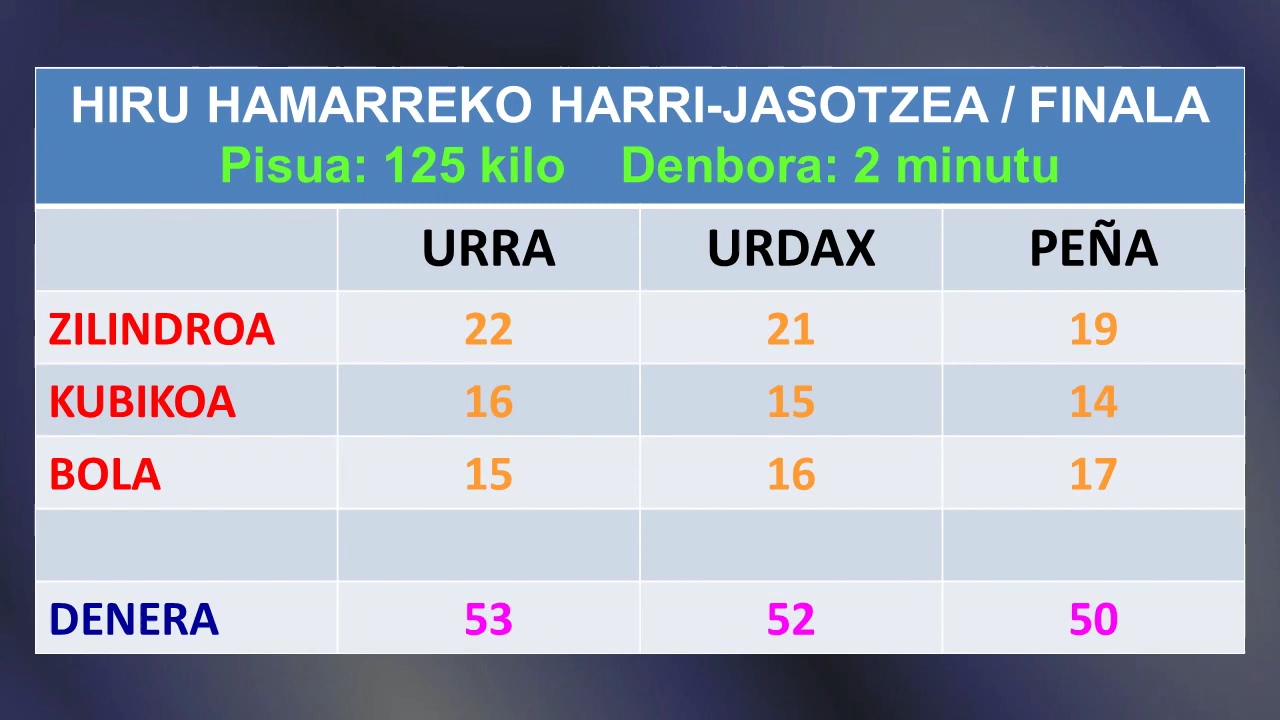 HIRU HAMARREKO HARRI-JASOTZEA / FINALA
Pisua: 125 kilo Denbora: 2 minutu
URRA URDAX PEÑA
ZILINDROA 22 21 19
KUBIKOA 16 15 14
BOLA 15 16 17
DENERA 53 52 50